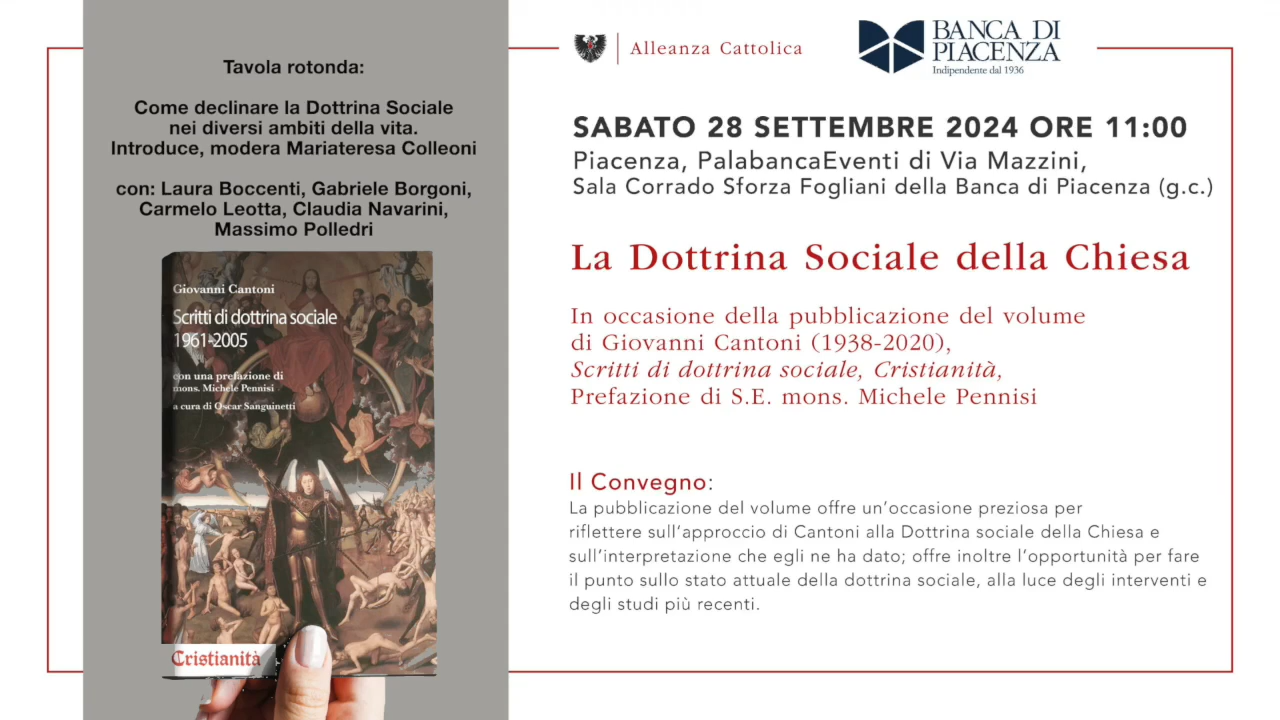 Tavola rotonda:
Come declinare la Dottrina Sociale
nei diversi ambiti della vita.
Introduce, modera Mariateresa Colleoni
con: Laura Boccenti, Gabriele Borgoni,
Carmelo Leotta, Claudia Navarini,
Massimo Polledri
Giovanni Cantoni
Scritti di dottrina sociale
1961-2005
con una prefazione di
mons. Michele Pennisi
a cura di Oscar Sanguinetti
Cristianità
Alleanza Cattolica
BANCA DI
PIACENZA
Indipendente dal 1936
SABATO 28 SETTEMBRE 2024 ORE 11:00
Piacenza, PalabancaEventi di Via Mazzini,
Sala Corrado Sforza Fogliani della Banca di Piacenza (g.c.)
La Dottrina Sociale della Chiesa
In occasione della pubblicazione del volume
di Giovanni Cantoni (1938-2020),
Scritti di dottrina sociale, Cristianità,
Prefazione di S.E. mons. Michele Pennisi
Il Convegno:
La pubblicazione del volume offre un'occasione preziosa per
riflettere sull'approccio di Cantoni alla Dottrina sociale della Chiesa e
sull'interpretazione che egli ne ha dato; offre inoltre l'opportunità per fare
il punto sullo stato attuale della dottrina sociale, alla luce degli interventi e
degli studi più recenti.